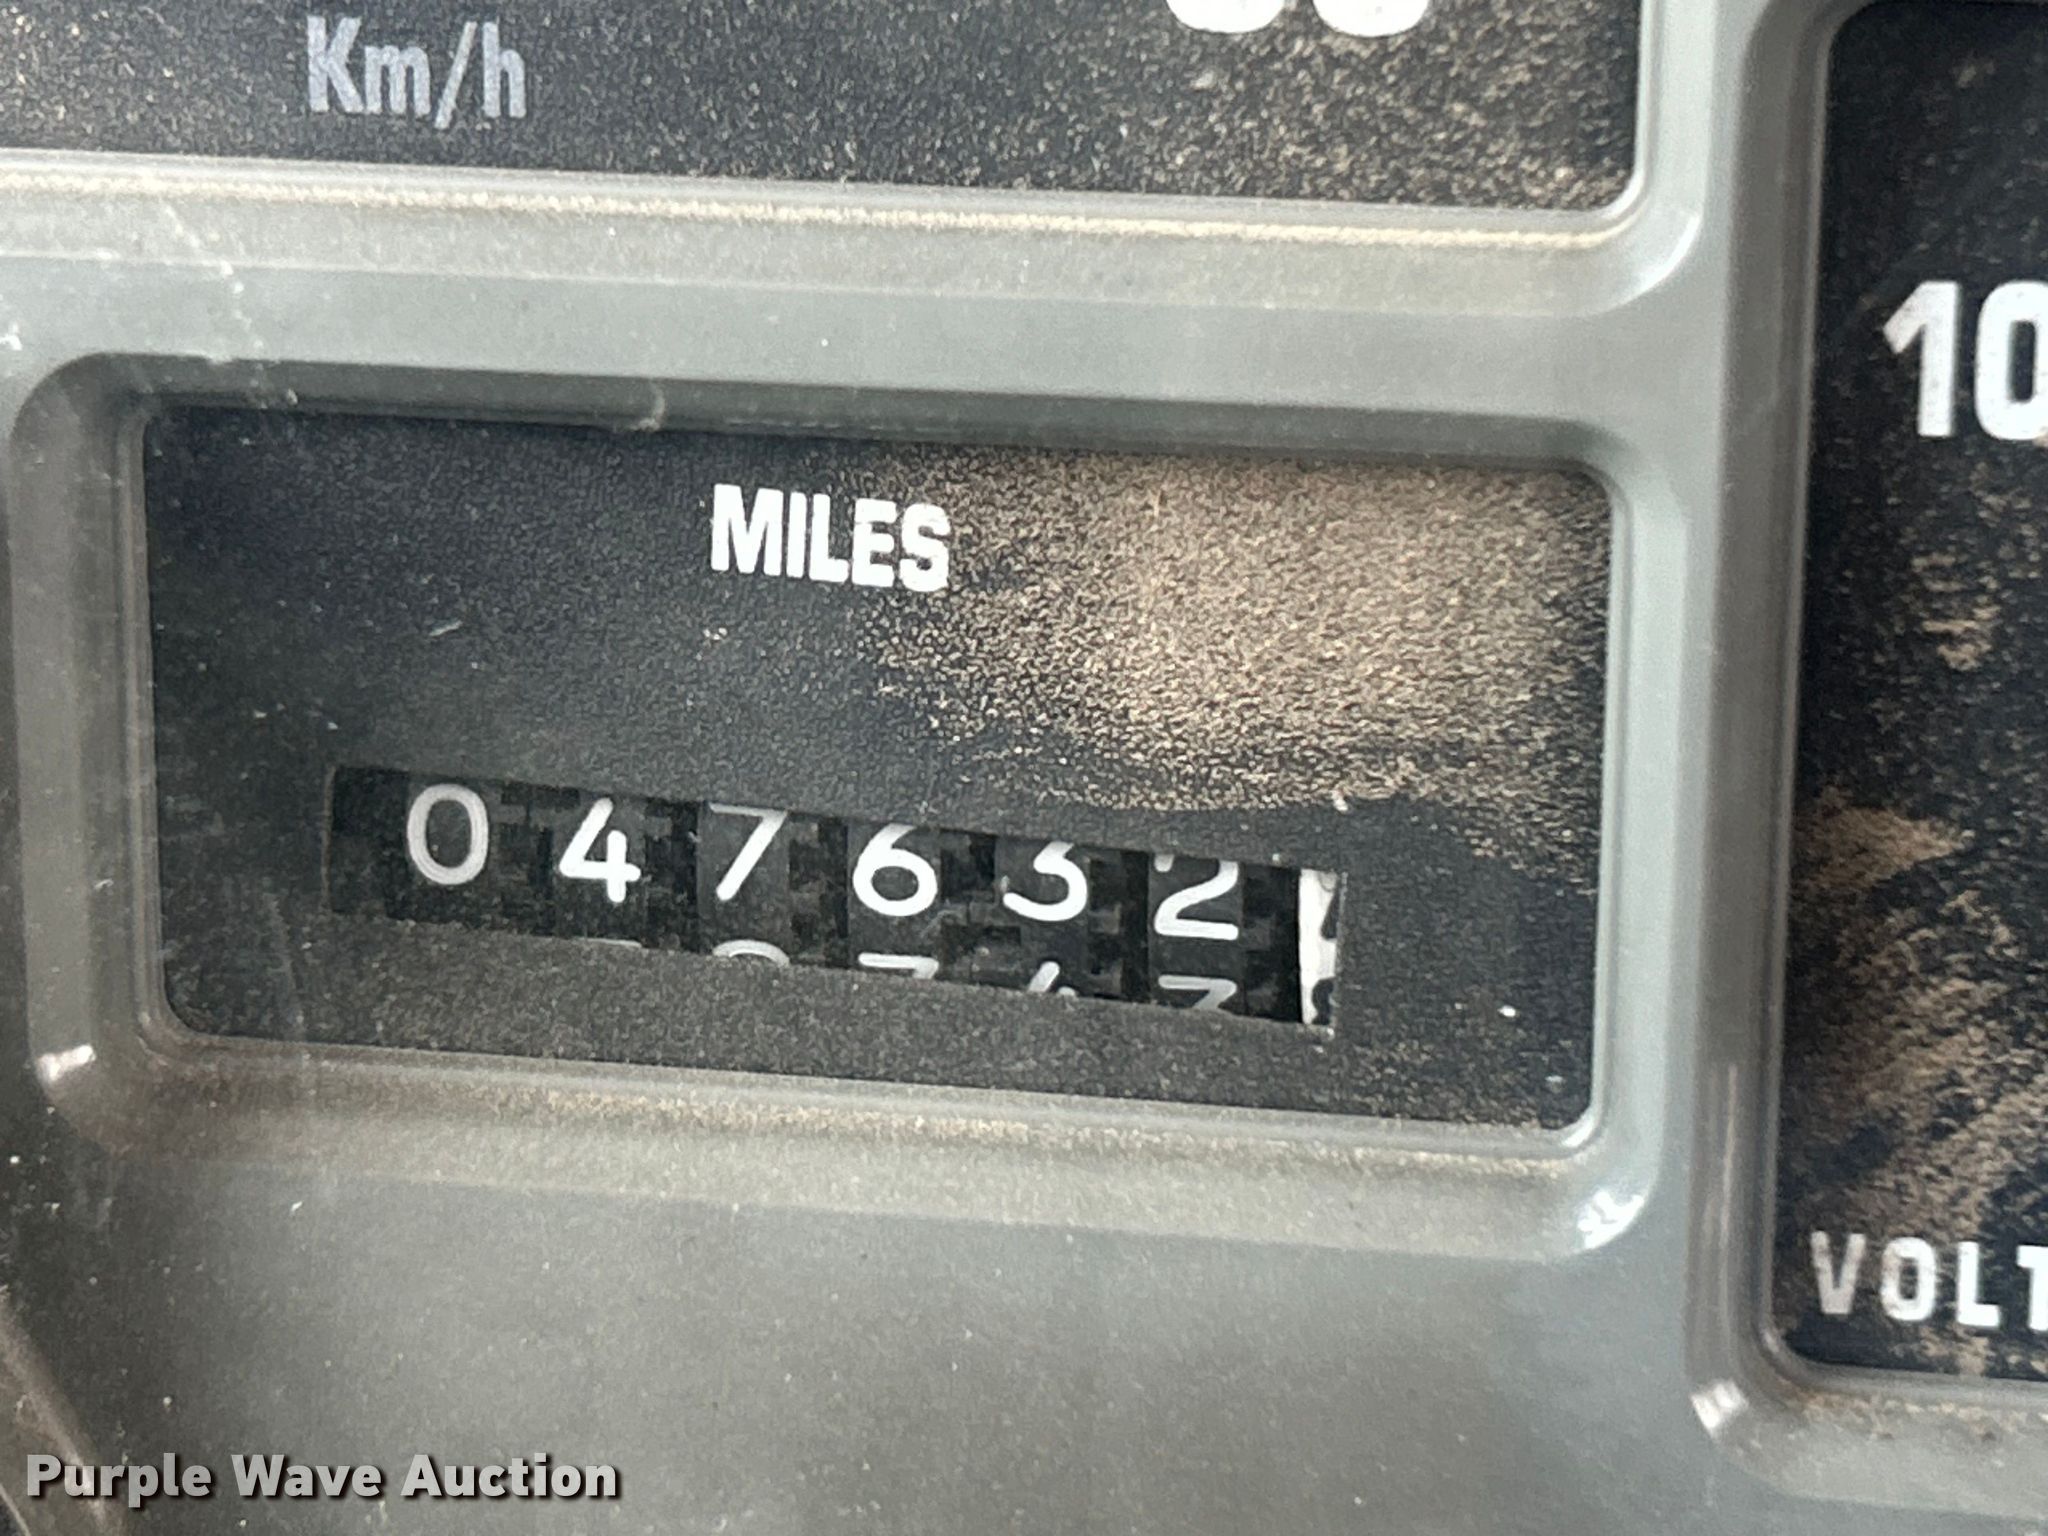 Km/h
10
MILES
047632
VOLT
Purple Wave Auction